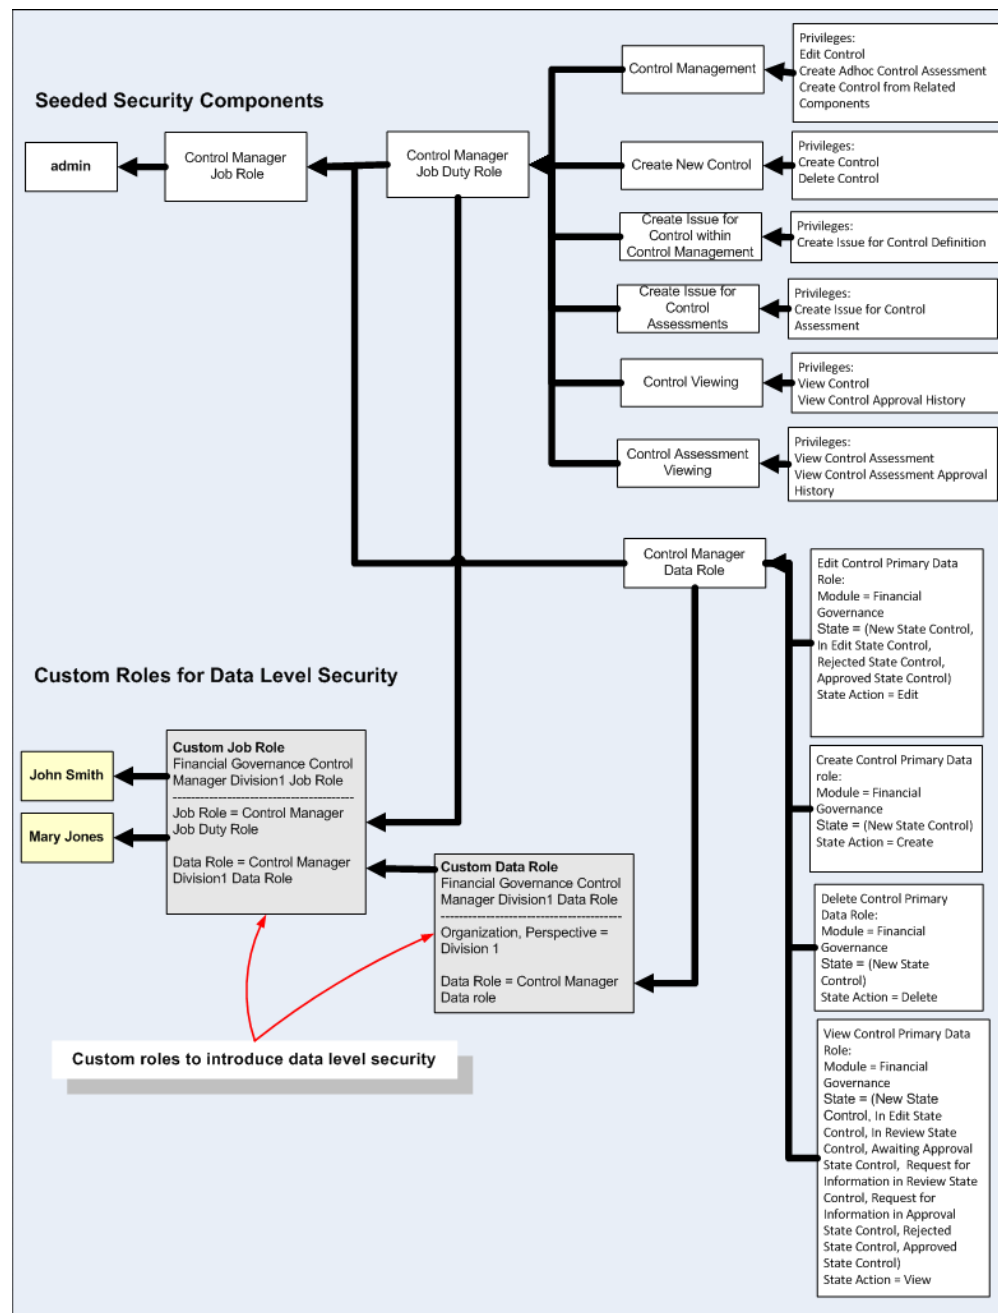 Seeded Security Components
admin
Control Manager
Job Role
Control Manager
Job Duty Role
Control Management
Privileges:
Edit Control
Create Adhoc Control Assessment
Create Control from Related
Components
Create New Control
Privileges:
Create Control
Delete Control
Create Issue for
Control within
Control Management
Privileges:
Create Issue for Control Definition
Create Issue for
Control
Assessments
Privileges:
Create Issue for Control
Assessment
Control Viewing
Privileges:
View Control
View Control Approval History
Control Assessment
Viewing
Privileges:
View Control Assessment
View Control Assessment Approval
History
Control Manager
Data Role
Edit Control Primary Data
Role:
Module = Financial
Governance
State = (New State Control,
In Edit State Control,
Rejected State Control,
Approved State Control)
State Action = Edit
Create Control Primary Data
role:
Module = Financial
Governance
State = (New State Control)
State Action = Create
Delete Control Primary
Data Role:
Module = Financial
Governance
State = (New State
Control)
State Action = Delete
View Control Primary Data
Role:
Module = Financial
Governance
State = (New State
Control, In Edit State
Control, In Review State
Control, Awaiting Approval
State Control, Request for
Information in Review State
Control, Request for
Information in Approval
State Control, Rejected
State Control, Approved
State Control)
State Action = View
Custom Roles for Data Level Security
John Smith
Mary Jones
Custom Job Role
Financial Governance Control
Manager Division1 Job Role
Job Role = Control Manager
Job Duty Role
Data Role = Control Manager
Division1 Data Role
Custom Data Role
Financial Governance Control
Manager Division1 Data Role
Organization, Perspective =
Division 1
Data Role = Control Manager
Data role
Custom roles to introduce data level security